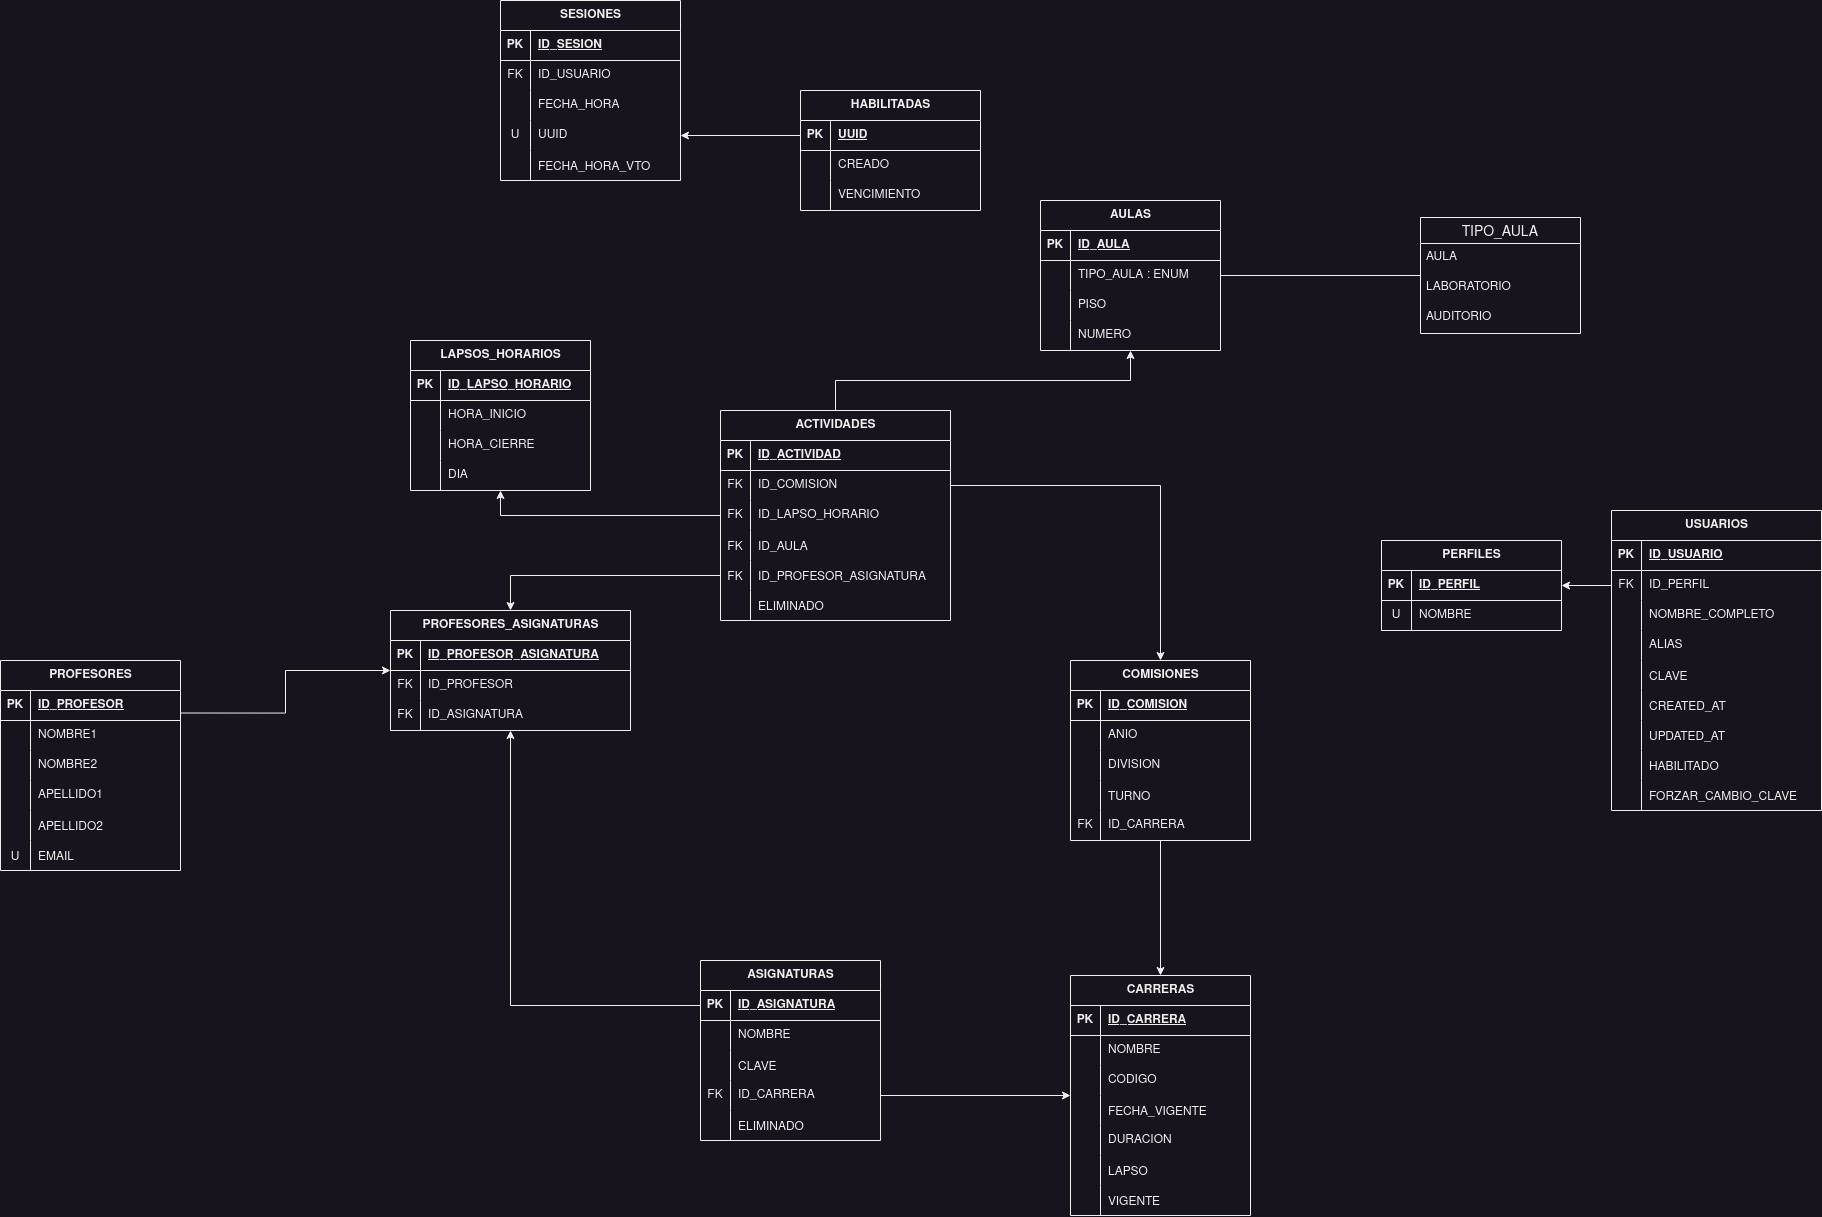 SESIONES
PK ID_SESION
FK ID_USUARIO
FECHA_HORA
U UUID
FECHA_HORA_VTO
HABILITADAS
PK UUID
CREADO
VENCIMIENTO
AULAS
PK ID_AULA
TIPO_AULA : ENUM
PISO
NUMERO
TIPO_AULA
AULA
LABORATORIO
AUDITORIO
LAPSOS_HORARIOS
PK ID_LAPSO_HORARIO
HORA_INICIO
HORA_CIERRE
DIA
ACTIVIDADES
PK ID_ACTIVIDAD
FK ID_COMISION
FK ID_LAPSO_HORARIO
FK ID_AULA
FK ID_PROFESOR_ASIGNATURA
ELIMINADO
PERFILES
PK ID_PERFIL
U NOMBRE
USUARIOS
PK ID_USUARIO
FK ID_PERFIL
NOMBRE_COMPLETO
ALIAS
CLAVE
CREATED_AT
UPDATED_AT
HABILITADO
FORZAR_CAMBIO_CLAVE
PROFESORES_ASIGNATURAS
PK ID_PROFESOR_ASIGNATURA
FK ID_PROFESOR
FK ID_ASIGNATURA
PROFESORES
PK ID_PROFESOR
NOMBRE1
NOMBRE2
APELLIDO1
APELLIDO2
U EMAIL
COMISIONES
PK ID_COMISION
ANIO
DIVISION
TURNO
FK ID_CARRERA
ASIGNATURAS
PK ID_ASIGNATURA
NOMBRE
CLAVE
FK ID_CARRERA
ELIMINADO
CARRERAS
PK ID_CARRERA
NOMBRE
CODIGO
FECHA_VIGENTE
DURACION
LAPSO
VIGENTE